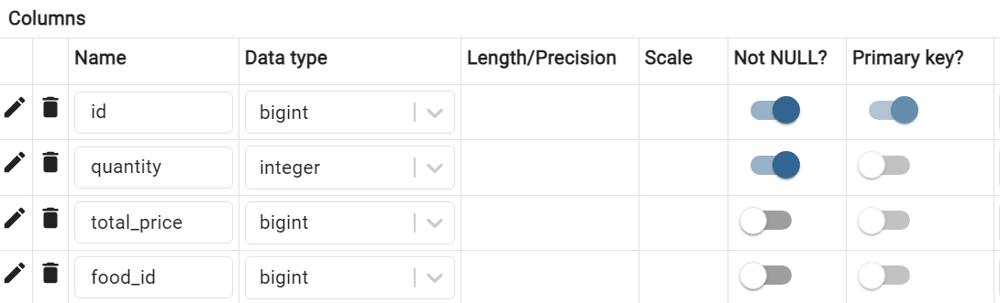 Columns
Name Data type Length/Precision Scale Not NULL? Primary key?
id bigint
quantity integer
total_price bigint
food_id bigint